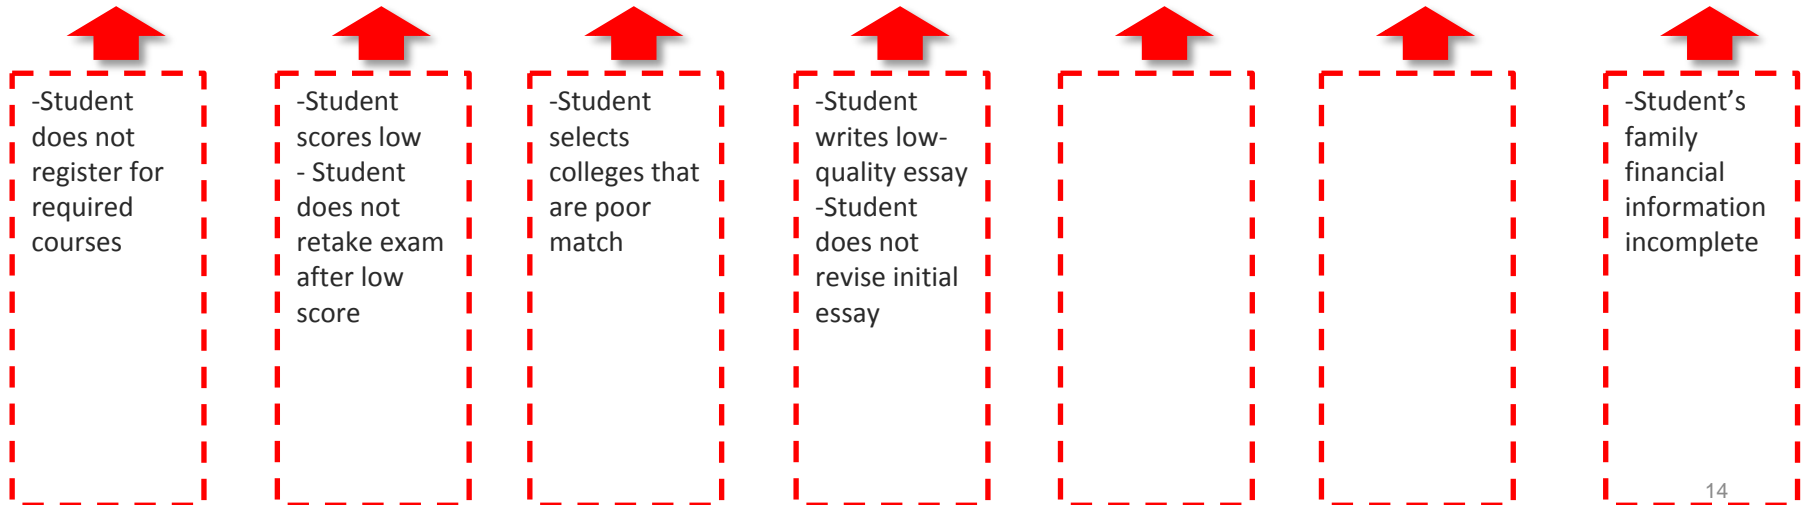 -Student
does not
register for
required
courses
-Student
scores low
- Student
does not
retake exam
after low
score
-Student
selects
colleges that
are poor
match
-Student
writes low-
quality essay
-Student
does not
revise initial
essay
-Student’s
family
financial
information
incomplete
14